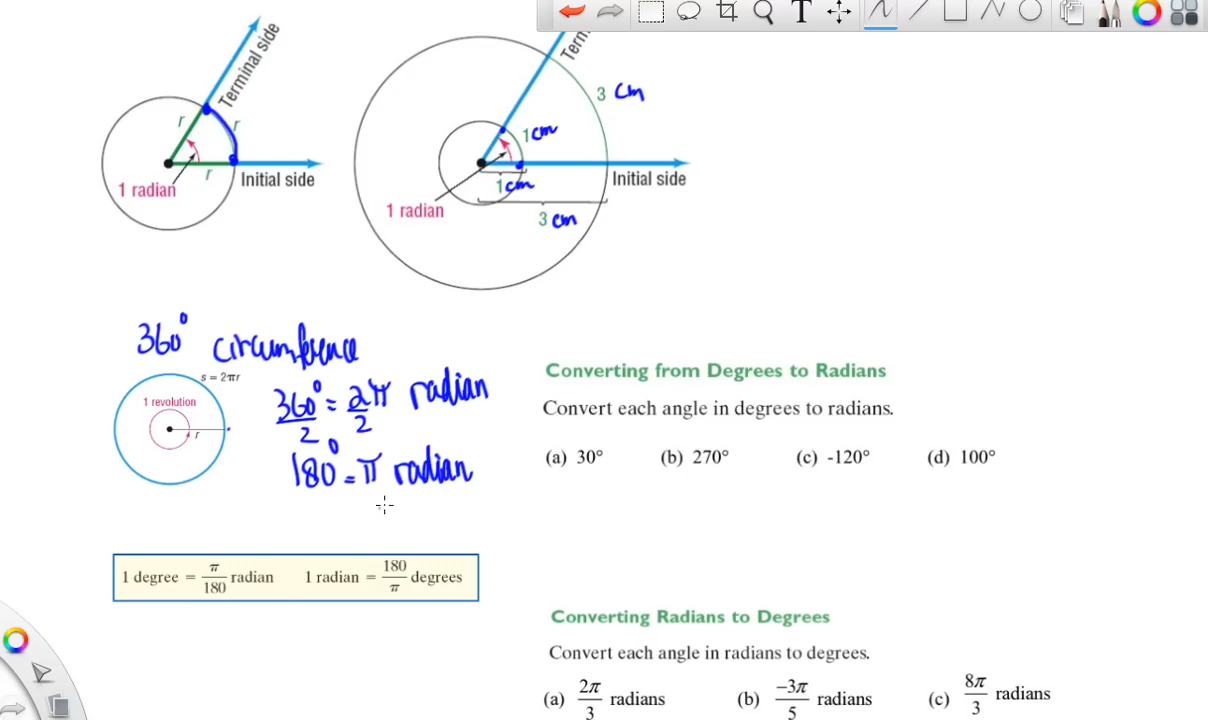 Terminal side
r
r
r
1 radian
Initial side
Term
3 cm
1cm
1cm
Initial side
1 radian
3 cm
360° circumference
s = 2πr
1 revolution
r
360°/2 = 2π/2 radian
180° = π radian
1 degree = π/180 radian 1 radian = 180/π degrees
Converting from Degrees to Radians
Convert each angle in degrees to radians.
(a) 30° (b) 270° (c) -120° (d) 100°
Converting Radians to Degrees
Convert each angle in radians to degrees.
(a) 2π/3 radians (b) −3π/5 radians (c) 8π/3 radians
T